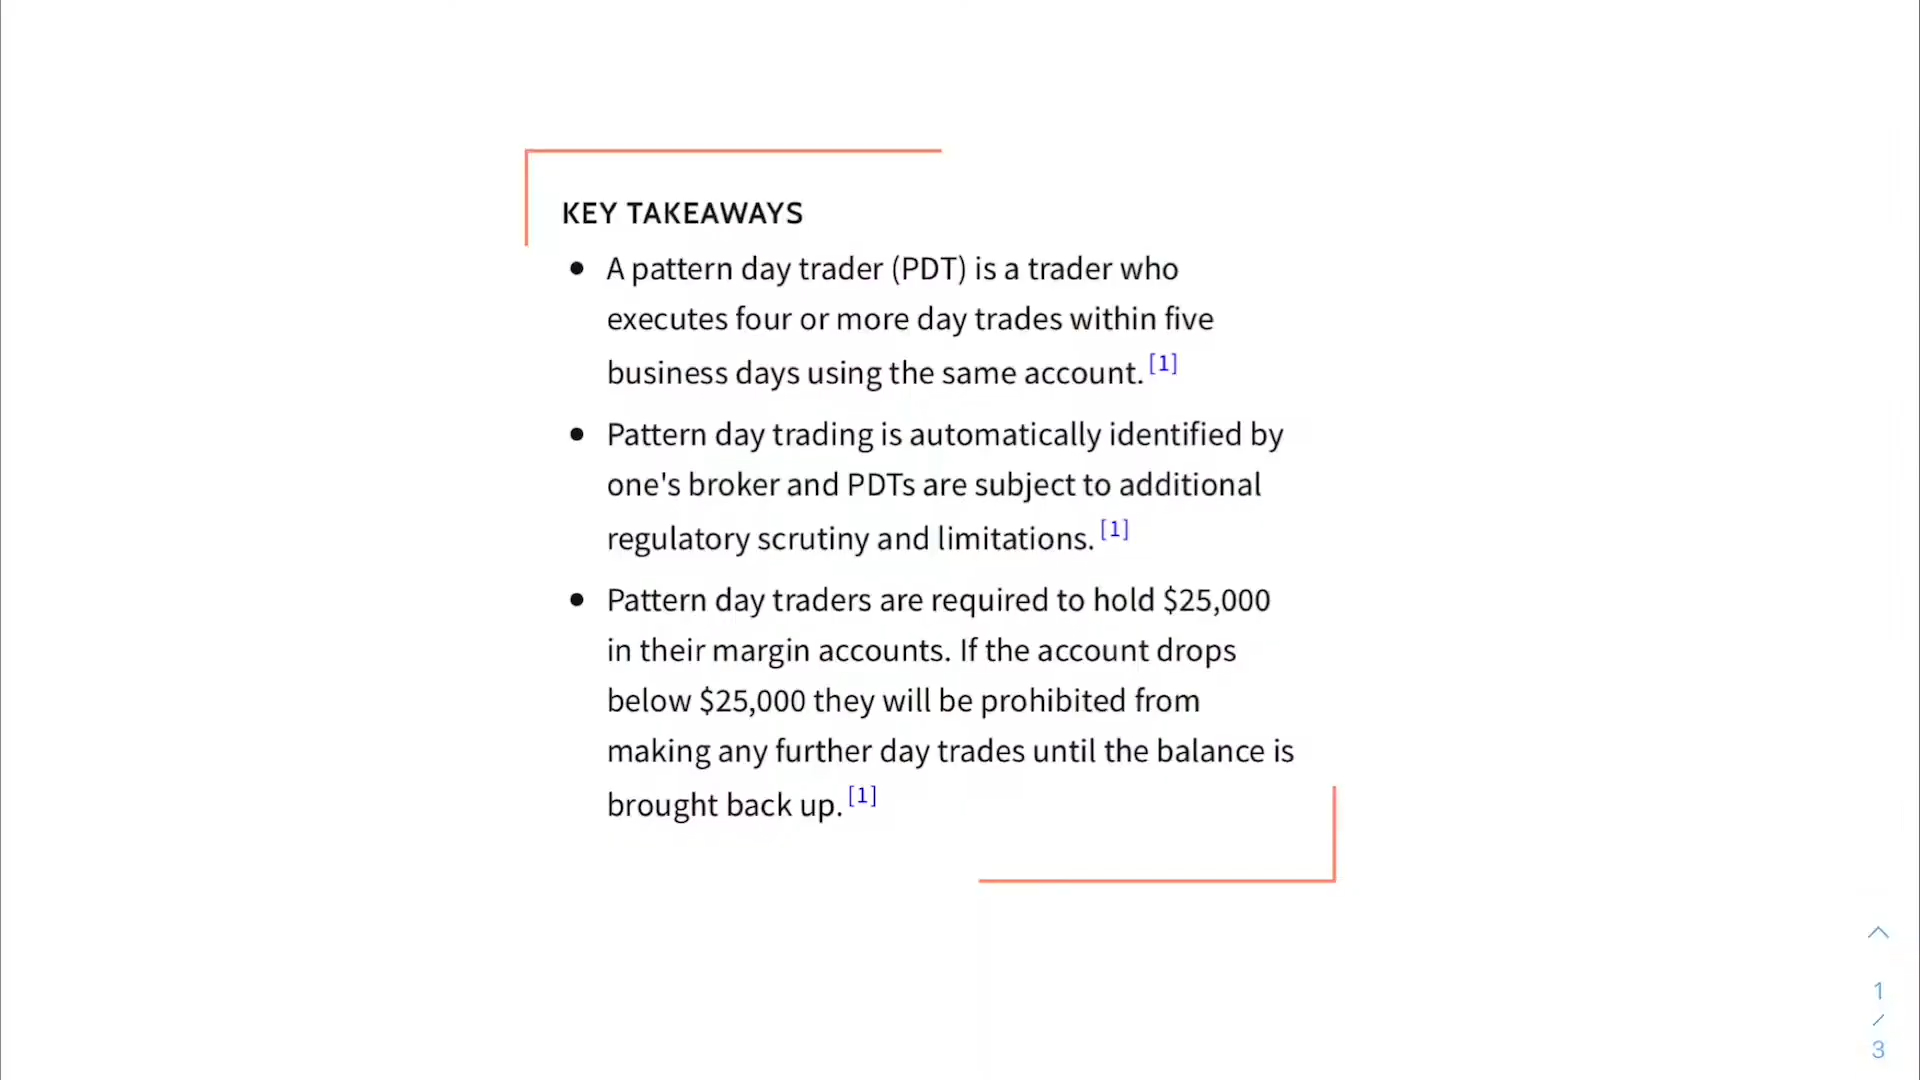 KEY TAKEAWAYS
• A pattern day trader (PDT) is a trader who
executes four or more day trades within five
business days using the same account. [1]
• Pattern day trading is automatically identified by
one's broker and PDTs are subject to additional
regulatory scrutiny and limitations. [1]
• Pattern day traders are required to hold $25,000
in their margin accounts. If the account drops
below $25,000 they will be prohibited from
making any further day trades until the balance is
brought back up. [1]
1
/
3